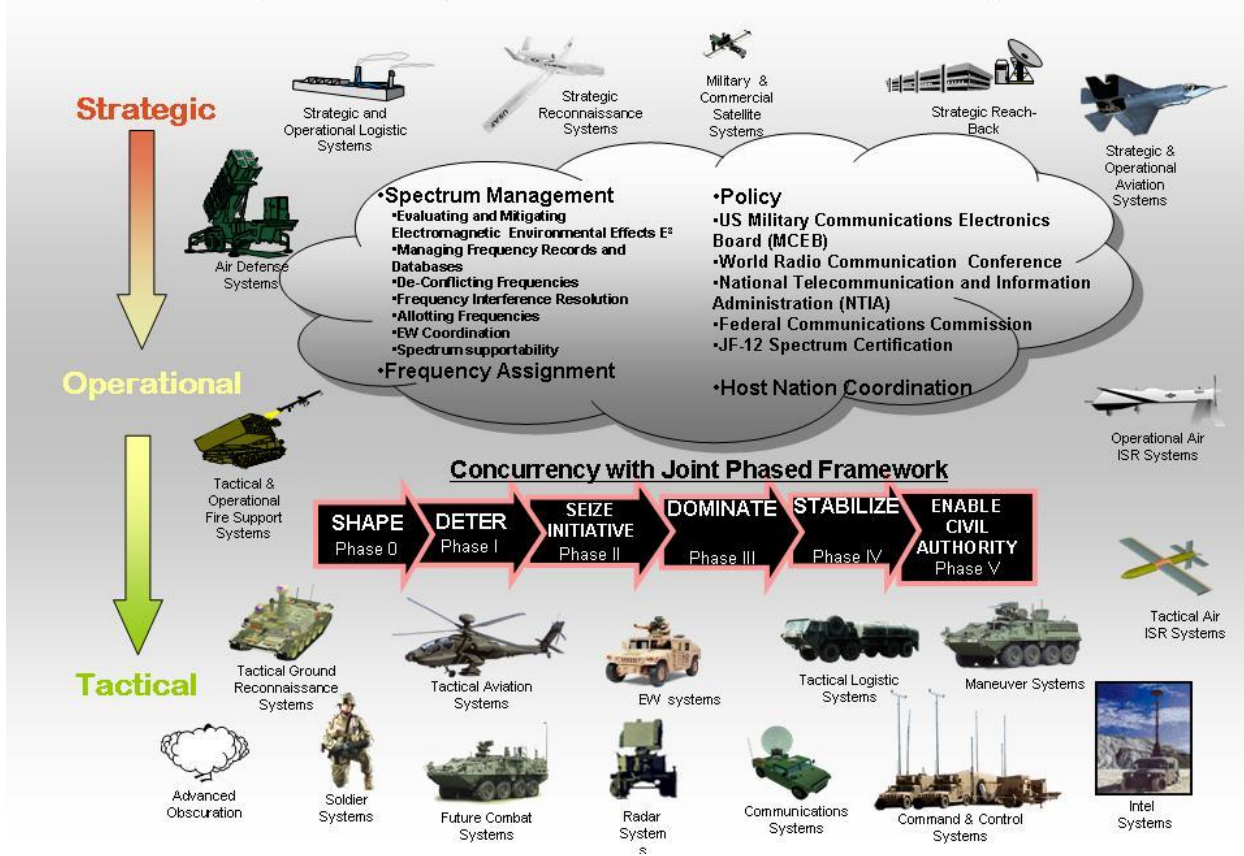 Strategic
Strategic and
Operational Logistic
Systems
Strategic
Reconnaissance
Systems
USAF
Military &
Commercial
Satellite
Systems
Strategic Reach-
Back
Strategic &
Operational
Aviation
Systems
Air Defense
Systems
•Spectrum Management
•Evaluating and Mitigating
Electromagnetic Environmental Effects E³
•Managing Frequency Records and
Databases
•De-Conflicting Frequencies
•Frequency Interference Resolution
•Allotting Frequencies
•EW Coordination
•Spectrum supportability
•Frequency Assignment
•Policy
•US Military Communications Electronics
Board (MCEB)
•World Radio Communication Conference
•National Telecommunication and Information
Administration (NTIA)
•Federal Communications Commission
•JF-12 Spectrum Certification
•Host Nation Coordination
Operational
Tactical &
Operational
Fire Support
Systems
Operational Air
ISR Systems
Concurrency with Joint Phased Framework
SHAPE
Phase 0
DETER
Phase I
SEIZE
INITIATIVE
Phase II
DOMINATE
Phase III
STABILIZE
Phase IV
ENABLE
CIVIL
AUTHORITY
Phase V
Tactical Air
ISR Systems
Tactical
Tactical Ground
Reconnaissance
Systems
Tactical Aviation
Systems
EW systems
Tactical Logistic
Systems
Maneuver Systems
Advanced
Obscuration
Soldier
Systems
Future Combat
Systems
Radar
System
s
Communications
Systems
Command & Control
Systems
Intel
Systems